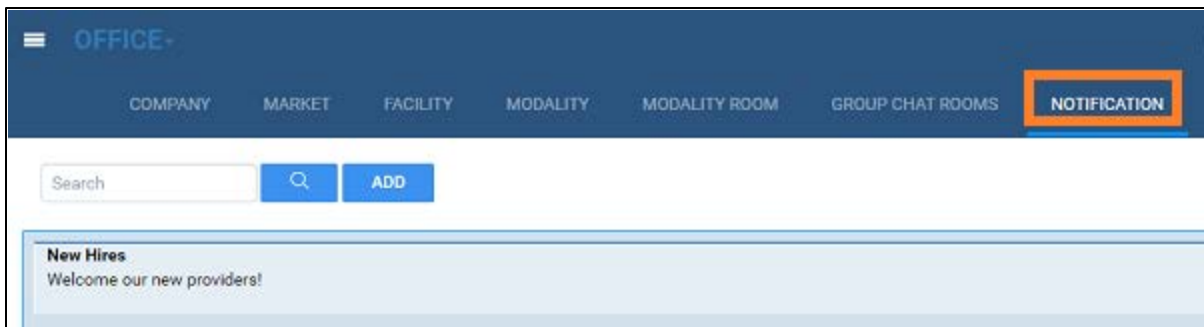 OFFICE-
COMPANY MARKET FACILITY MODALITY MODALITY ROOM GROUP CHAT ROOMS NOTIFICATION
Search ADD
New Hires
Welcome our new providers!